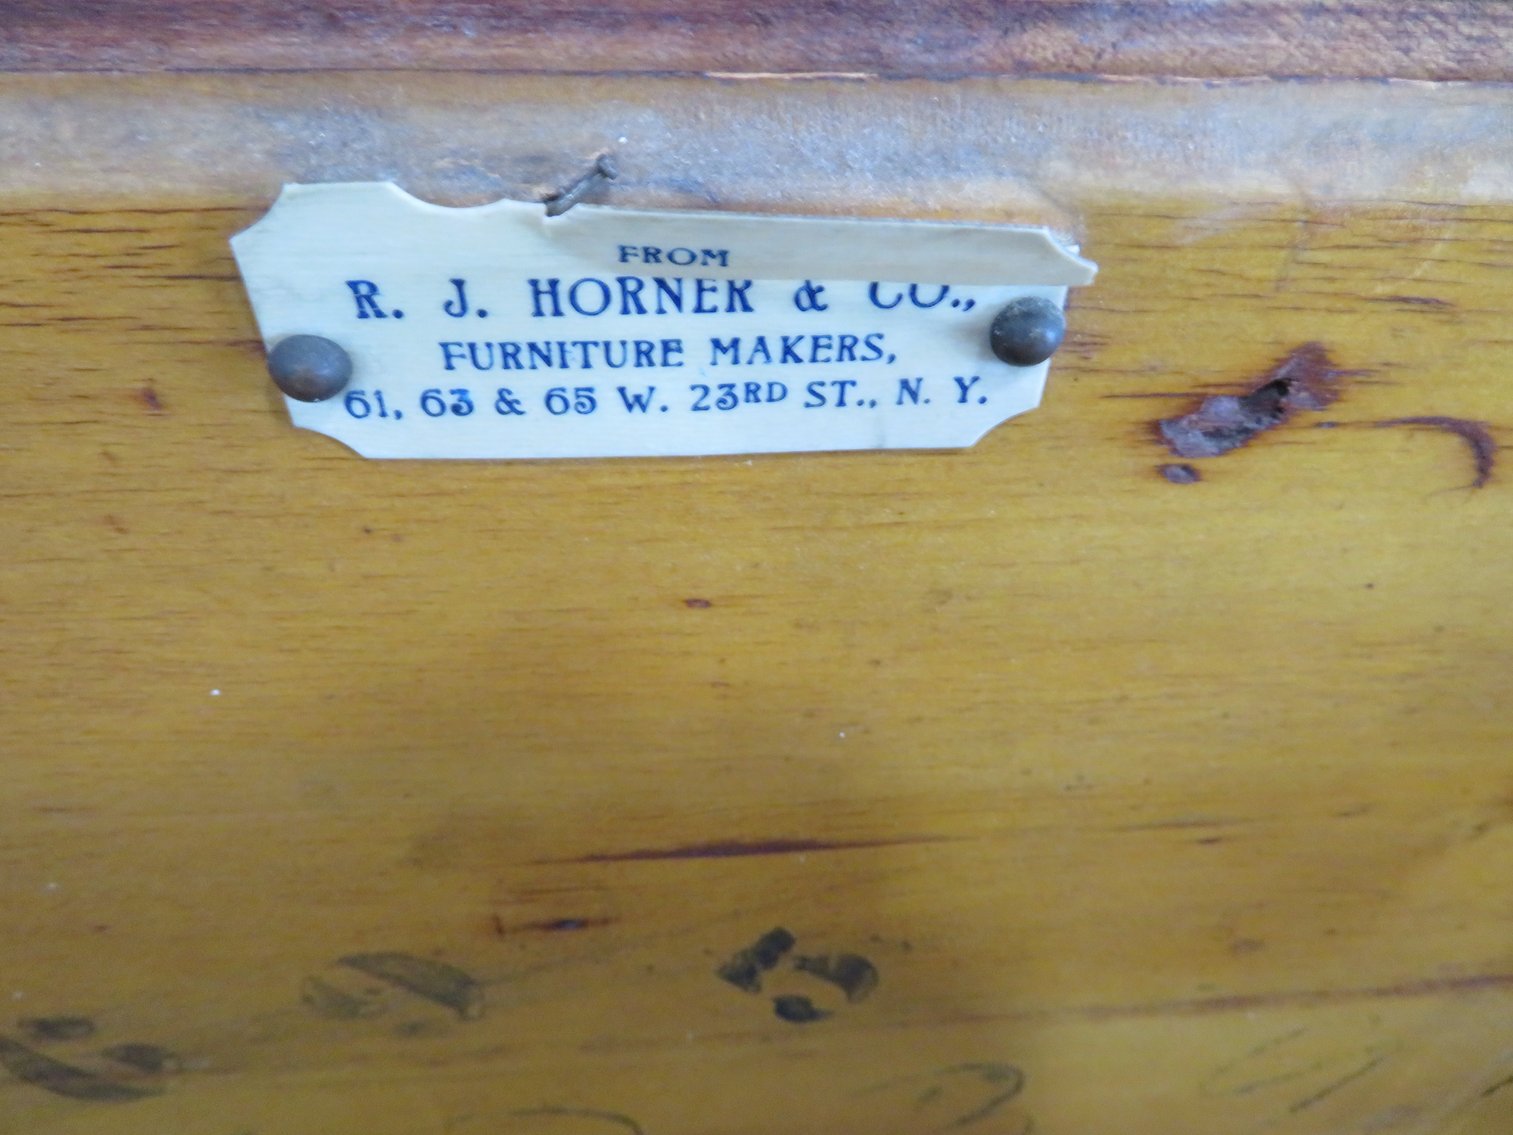 FROM
R. J. HORNER & CO.,
FURNITURE MAKERS,
61, 63 & 65 W. 23RD ST., N. Y.